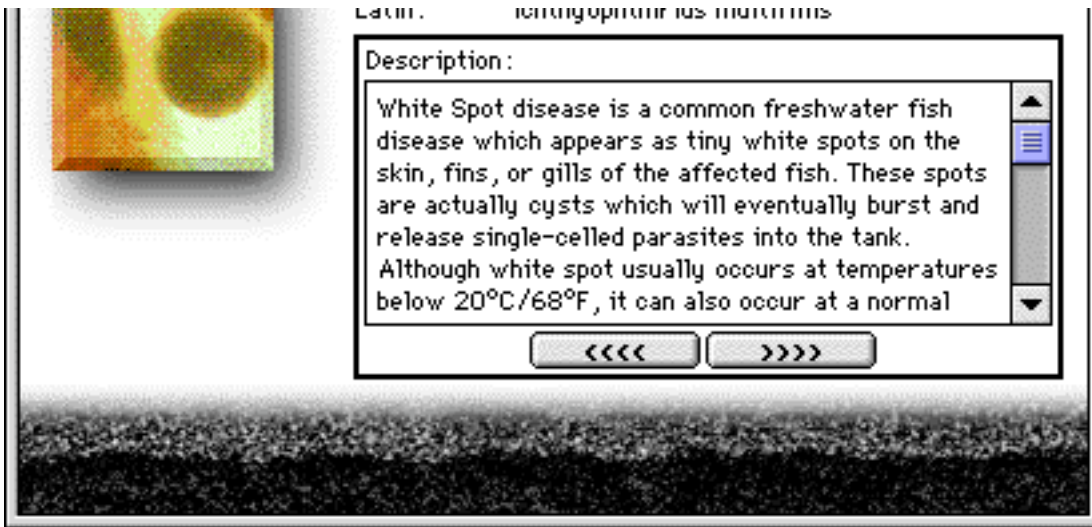 Latin: Ichthyophthirius multifiliis
Description:
White Spot disease is a common freshwater fish
disease which appears as tiny white spots on the
skin, fins, or gills of the affected fish. These spots
are actually cysts which will eventually burst and
release single-celled parasites into the tank.
Although white spot usually occurs at temperatures
below 20°C/68°F, it can also occur at a normal
<<<< >>>>